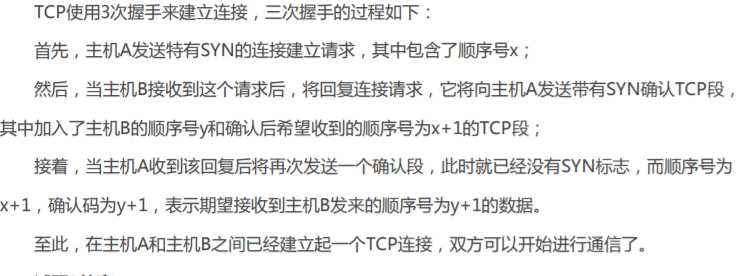 TCP使用3次握手来建立连接，三次握手的过程如下：
首先，主机A发送特有SYN的连接建立请求，其中包含了顺序号x；
然后，当主机B接收到这个请求后，将回复连接请求，它将向主机A发送带有SYN确认TCP段，
其中加入了主机B的顺序号y和确认后希望收到的顺序号为x+1的TCP段；
接着，当主机A收到该回复后将再次发送一个确认段，此时就已经没有SYN标志，而顺序号为
x+1，确认码为y+1，表示期望接收到主机B发来的顺序号为y+1的数据。
至此，在主机A和主机B之间已经建立起一个TCP连接，双方可以开始进行通信了。